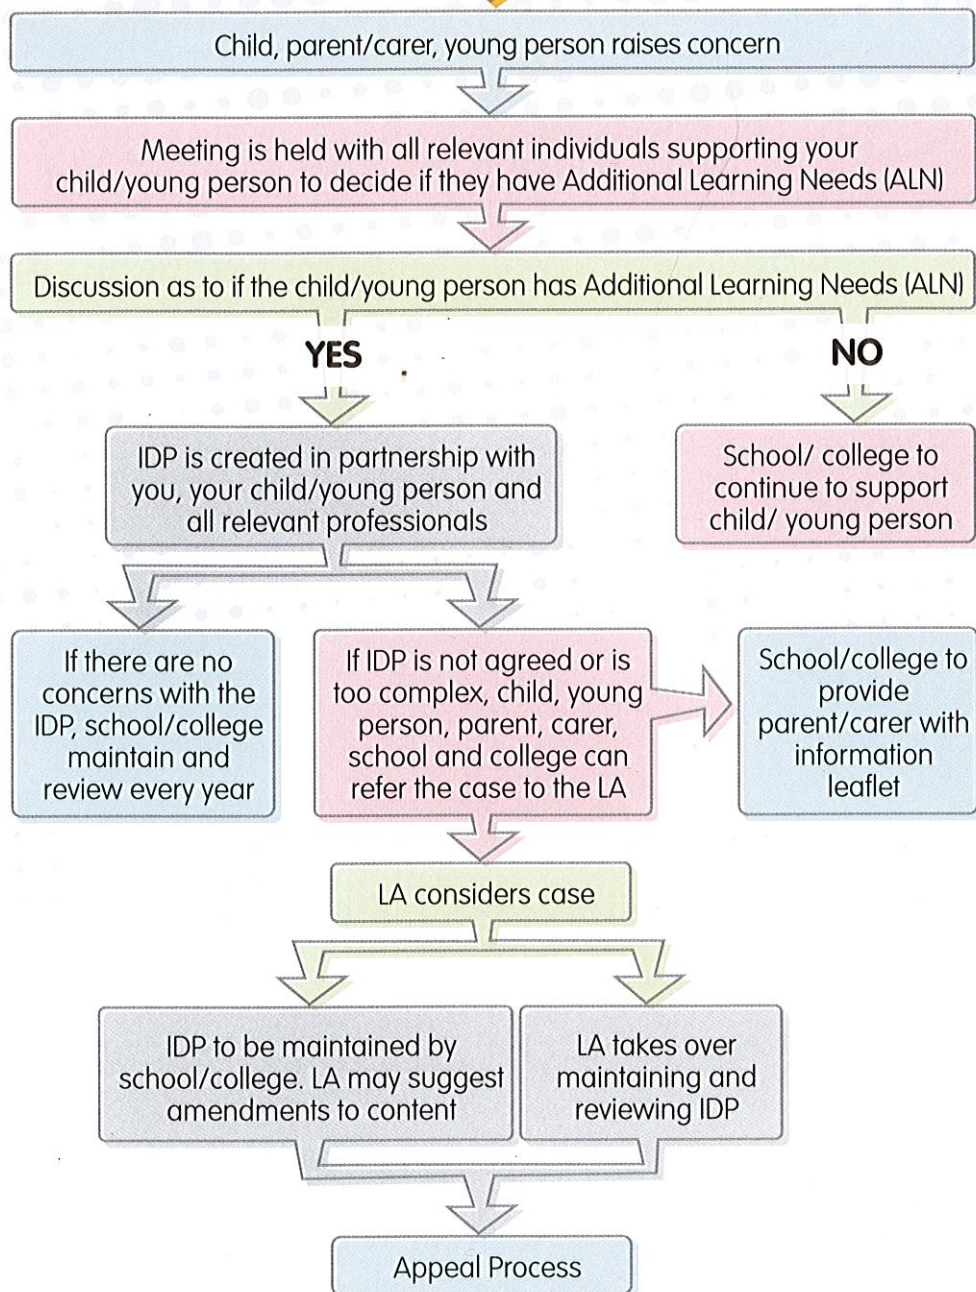 Child, parent/carer, young person raises concern
Meeting is held with all relevant individuals supporting your
child/young person to decide if they have Additional Learning Needs (ALN)
Discussion as to if the child/young person has Additional Learning Needs (ALN)
YES
NO
IDP is created in partnership with
you, your child/young person and
all relevant professionals
School/ college to
continue to support
child/ young person
If there are no
concerns with the
IDP, school/college
maintain and
review every year
If IDP is not agreed or is
too complex, child, young
person, parent, carer,
school and college can
refer the case to the LA
School/college to
provide
parent/carer with
information
leaflet
LA considers case
IDP to be maintained by
school/college. LA may suggest
amendments to content
LA takes over
maintaining and
reviewing IDP
Appeal Process